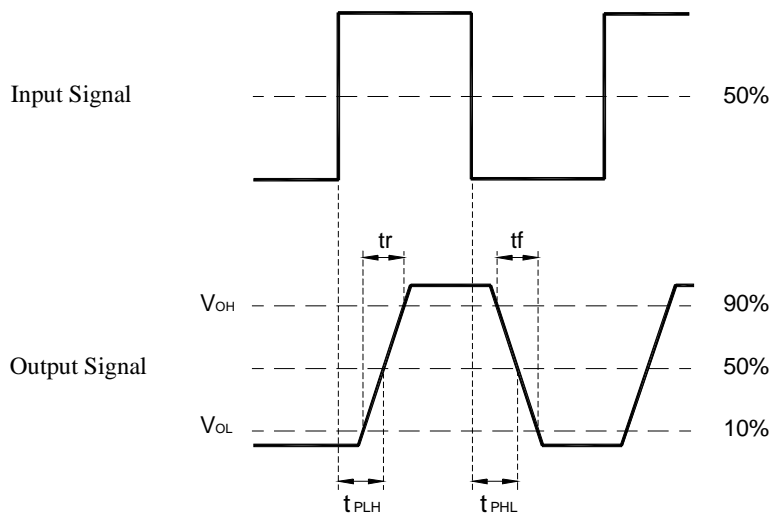 Input Signal
50%
tr
tf
VOH
90%
Output Signal
50%
VOL
10%
tPLH
tPHL